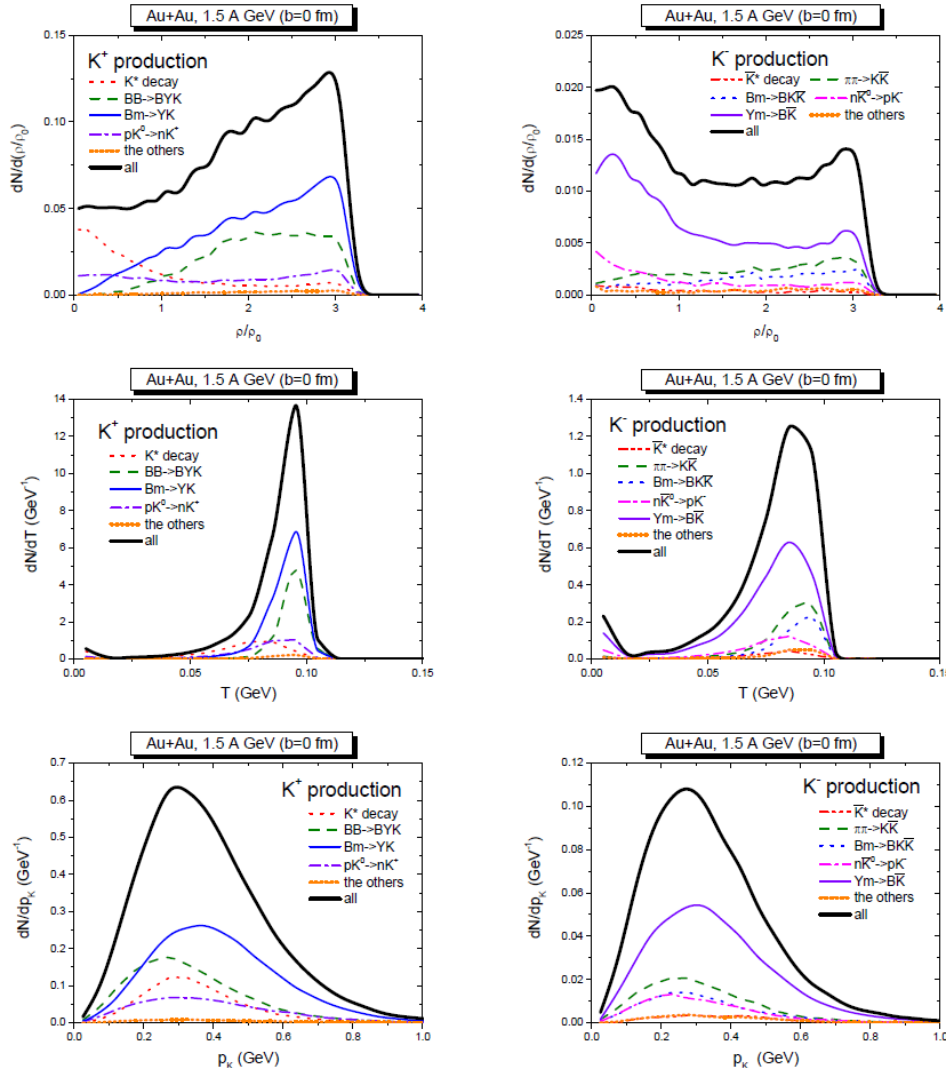 Au+Au, 1.5 A GeV (b=0 fm)
K⁺ production
K* decay
BB->BYK
Bm->YK
pK⁰->nK⁺
the others
all
0.15
0.10
0.05
0.00
dN/d(ρ/ρ₀)
0 1 2 3 4
ρ/ρ₀
Au+Au, 1.5 A GeV (b=0 fm)
K⁻ production
K̅* decay
ππ->KK̅
Bm->BKK̅
nK̅⁰->pK⁻
Ym->BK̅
the others
all
0.025
0.020
0.015
0.010
0.005
0.000
dN/d(ρ/ρ₀)
0 1 2 3 4
ρ/ρ₀
Au+Au, 1.5 A GeV (b=0 fm)
K⁺ production
K* decay
BB->BYK
Bm->YK
pK⁰->nK⁺
the others
all
14
12
10
8
6
4
2
0
dN/dT (GeV⁻¹)
0.00 0.05 0.10 0.15
T (GeV)
Au+Au, 1.5 A GeV (b=0 fm)
K⁻ production
K̅* decay
ππ->KK̅
Bm->BKK̅
nK̅⁰->pK⁻
Ym->BK̅
the others
all
1.4
1.2
1.0
0.8
0.6
0.4
0.2
0.0
dN/dT (GeV⁻¹)
0.00 0.05 0.10 0.15
T (GeV)
Au+Au, 1.5 A GeV (b=0 fm)
K⁺ production
K* decay
BB->BYK
Bm->YK
pK⁰->nK⁺
the others
all
0.7
0.6
0.5
0.4
0.3
0.2
0.1
0.0
dN/dp_K (GeV⁻¹)
0.0 0.2 0.4 0.6 0.8 1.0
p_K (GeV)
Au+Au, 1.5 A GeV (b=0 fm)
K⁻ production
K̅* decay
ππ->KK̅
Bm->BKK̅
nK̅⁰->pK⁻
Ym->BK̅
the others
all
0.12
0.10
0.08
0.06
0.04
0.02
0.00
dN/dp_K (GeV⁻¹)
0.0 0.2 0.4 0.6 0.8 1.0
p_K (GeV)